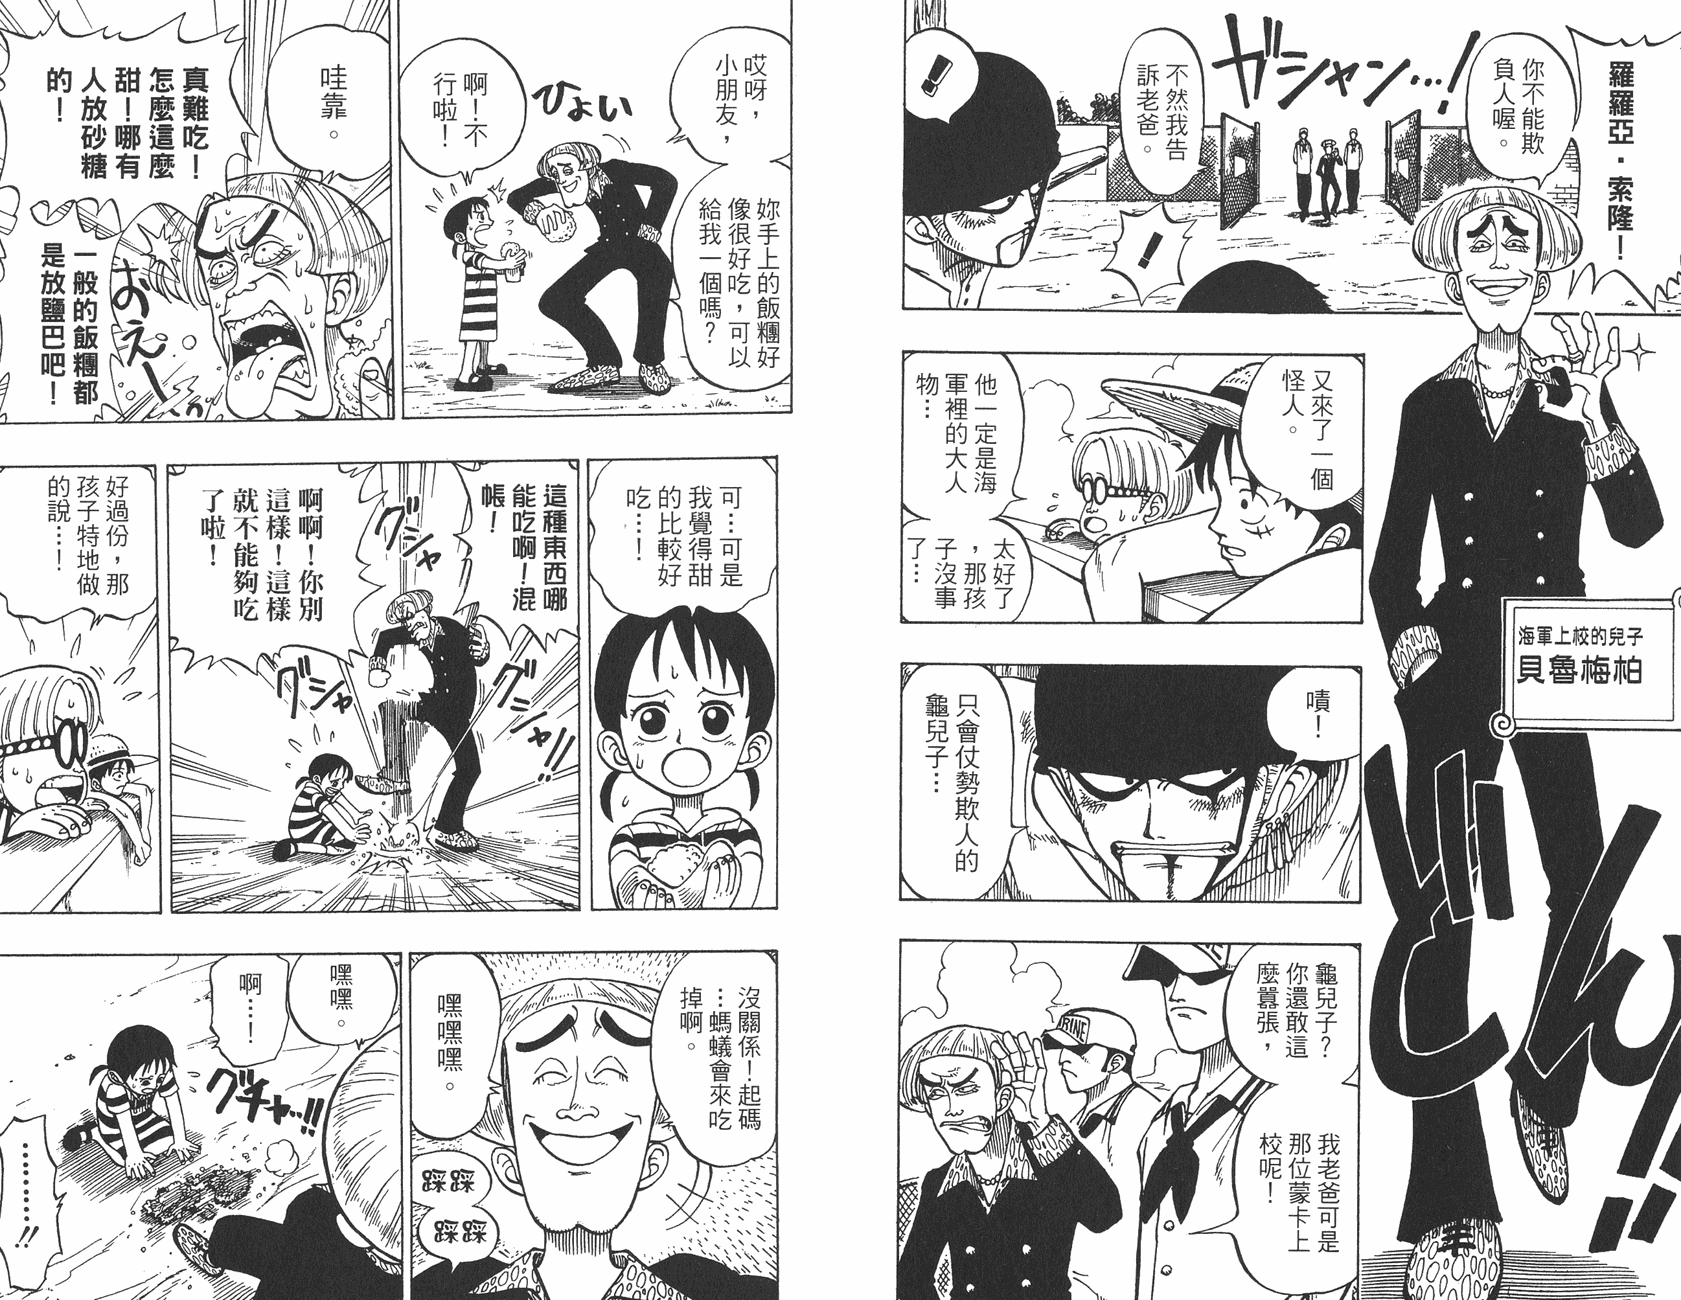 羅羅亞·索隆!
你不能欺
負人喔。
ガシャン…!
不然我告
訴老爸。
!
!
海軍上校的兒子
貝魯梅柏
どん!!
又來了一個
怪人。
他一定是海
軍裡的大人
物…
太好了
,那孩
子沒事
了…
嘖!
只會仗勢欺人的
龜兒子…
龜兒子?
你還敢這
麼囂張,
RINE
我老爸可是
那位蒙卡上
校呢!
哎呀,
小朋友,
妳手上的飯糰好
像很好吃,可以
給我一個嗎?
ひょい
啊!不
行啦!
哇靠。
真難吃!
怎麼這麼
甜!哪有
人放砂糖
的!
一般的飯糰都
是放鹽巴吧!
おえー
可…可是
我覺得甜
的比較好
吃…!
這種東西哪
能吃啊!混
帳!
グシャ
グシャ
グシャ!!
啊啊!你別
這樣!這樣
就不能夠吃
了啦!
好過份,那
孩子特地做
的說…!
沒關係!起碼
…螞蟻會來吃
掉啊。
嘿嘿嘿。
踩踩
踩踩
嘿嘿。
啊…!
グチャ…!!
………!!